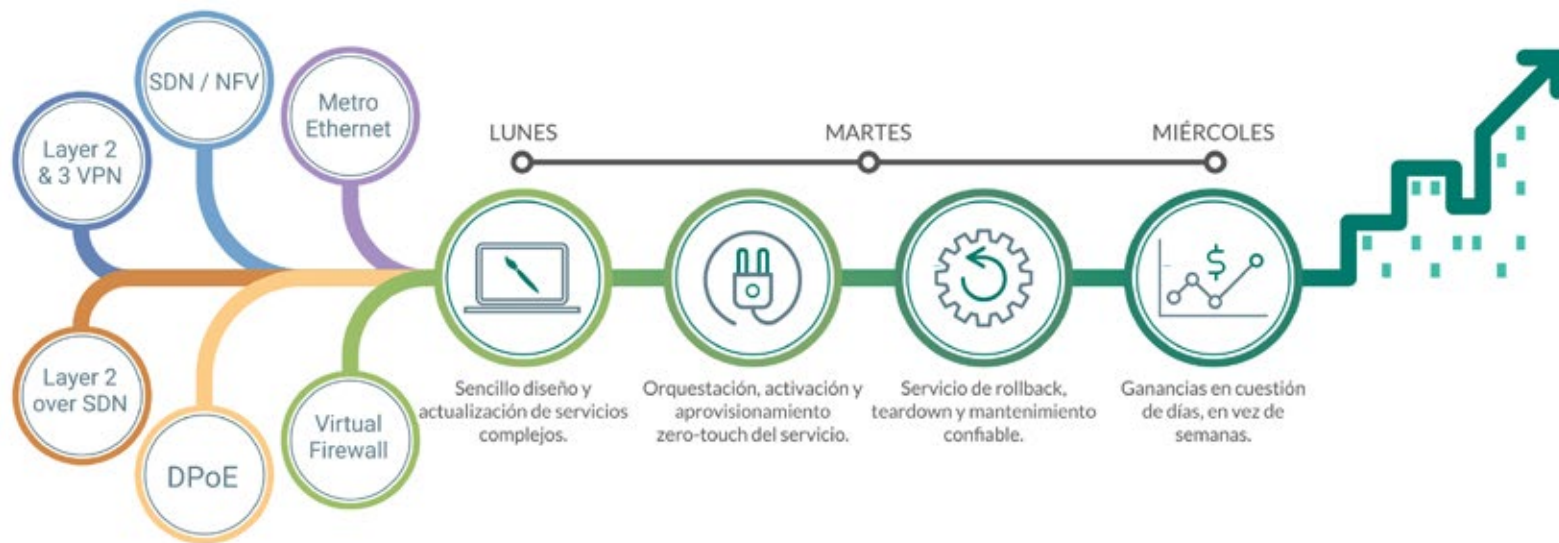 SDN / NFV
Metro
Ethernet
Layer 2
& 3 VPN
Layer 2
over SDN
DPoE
Virtual
Firewall
LUNES
MARTES
MIÉRCOLES
Sencillo diseño y
actualización de servicios
complejos.
Orquestación, activación y
aprovisionamiento
zero-touch del servicio.
Servicio de rollback,
teardown y mantenimiento
confiable.
$
Ganancias en cuestión
de días, en vez de
semanas.